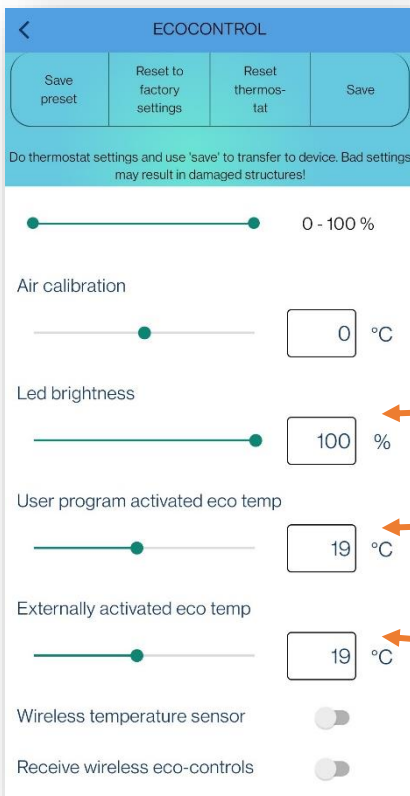 ECOCONTROL
Save
preset
Reset to
factory
settings
Reset
thermos-
tat
Save
Do thermostat settings and use 'save' to transfer to device. Bad settings
may result in damaged structures!
0 - 100 %
Air calibration
0 °C
Led brightness
100 %
User program activated eco temp
19 °C
Externally activated eco temp
19 °C
Wireless temperature sensor
Receive wireless eco-controls